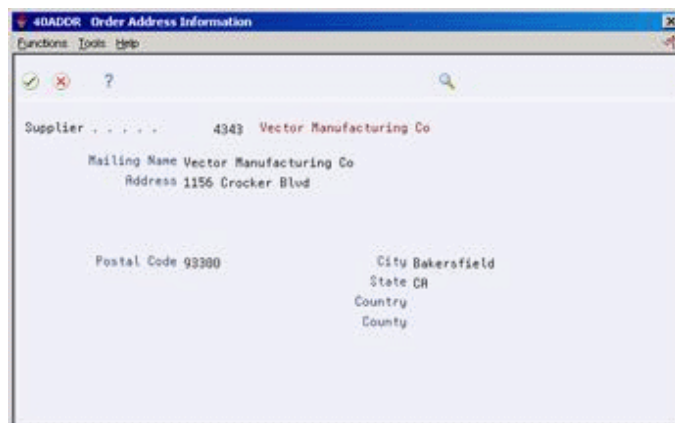 40ADDR Order Address Information
Functions Tools Help
?
Supplier . . . . . 4343 Vector Manufacturing Co
Mailing Name Vector Manufacturing Co
Address 1156 Crocker Blvd
Postal Code 93380 City Bakersfield
State CA
Country
County